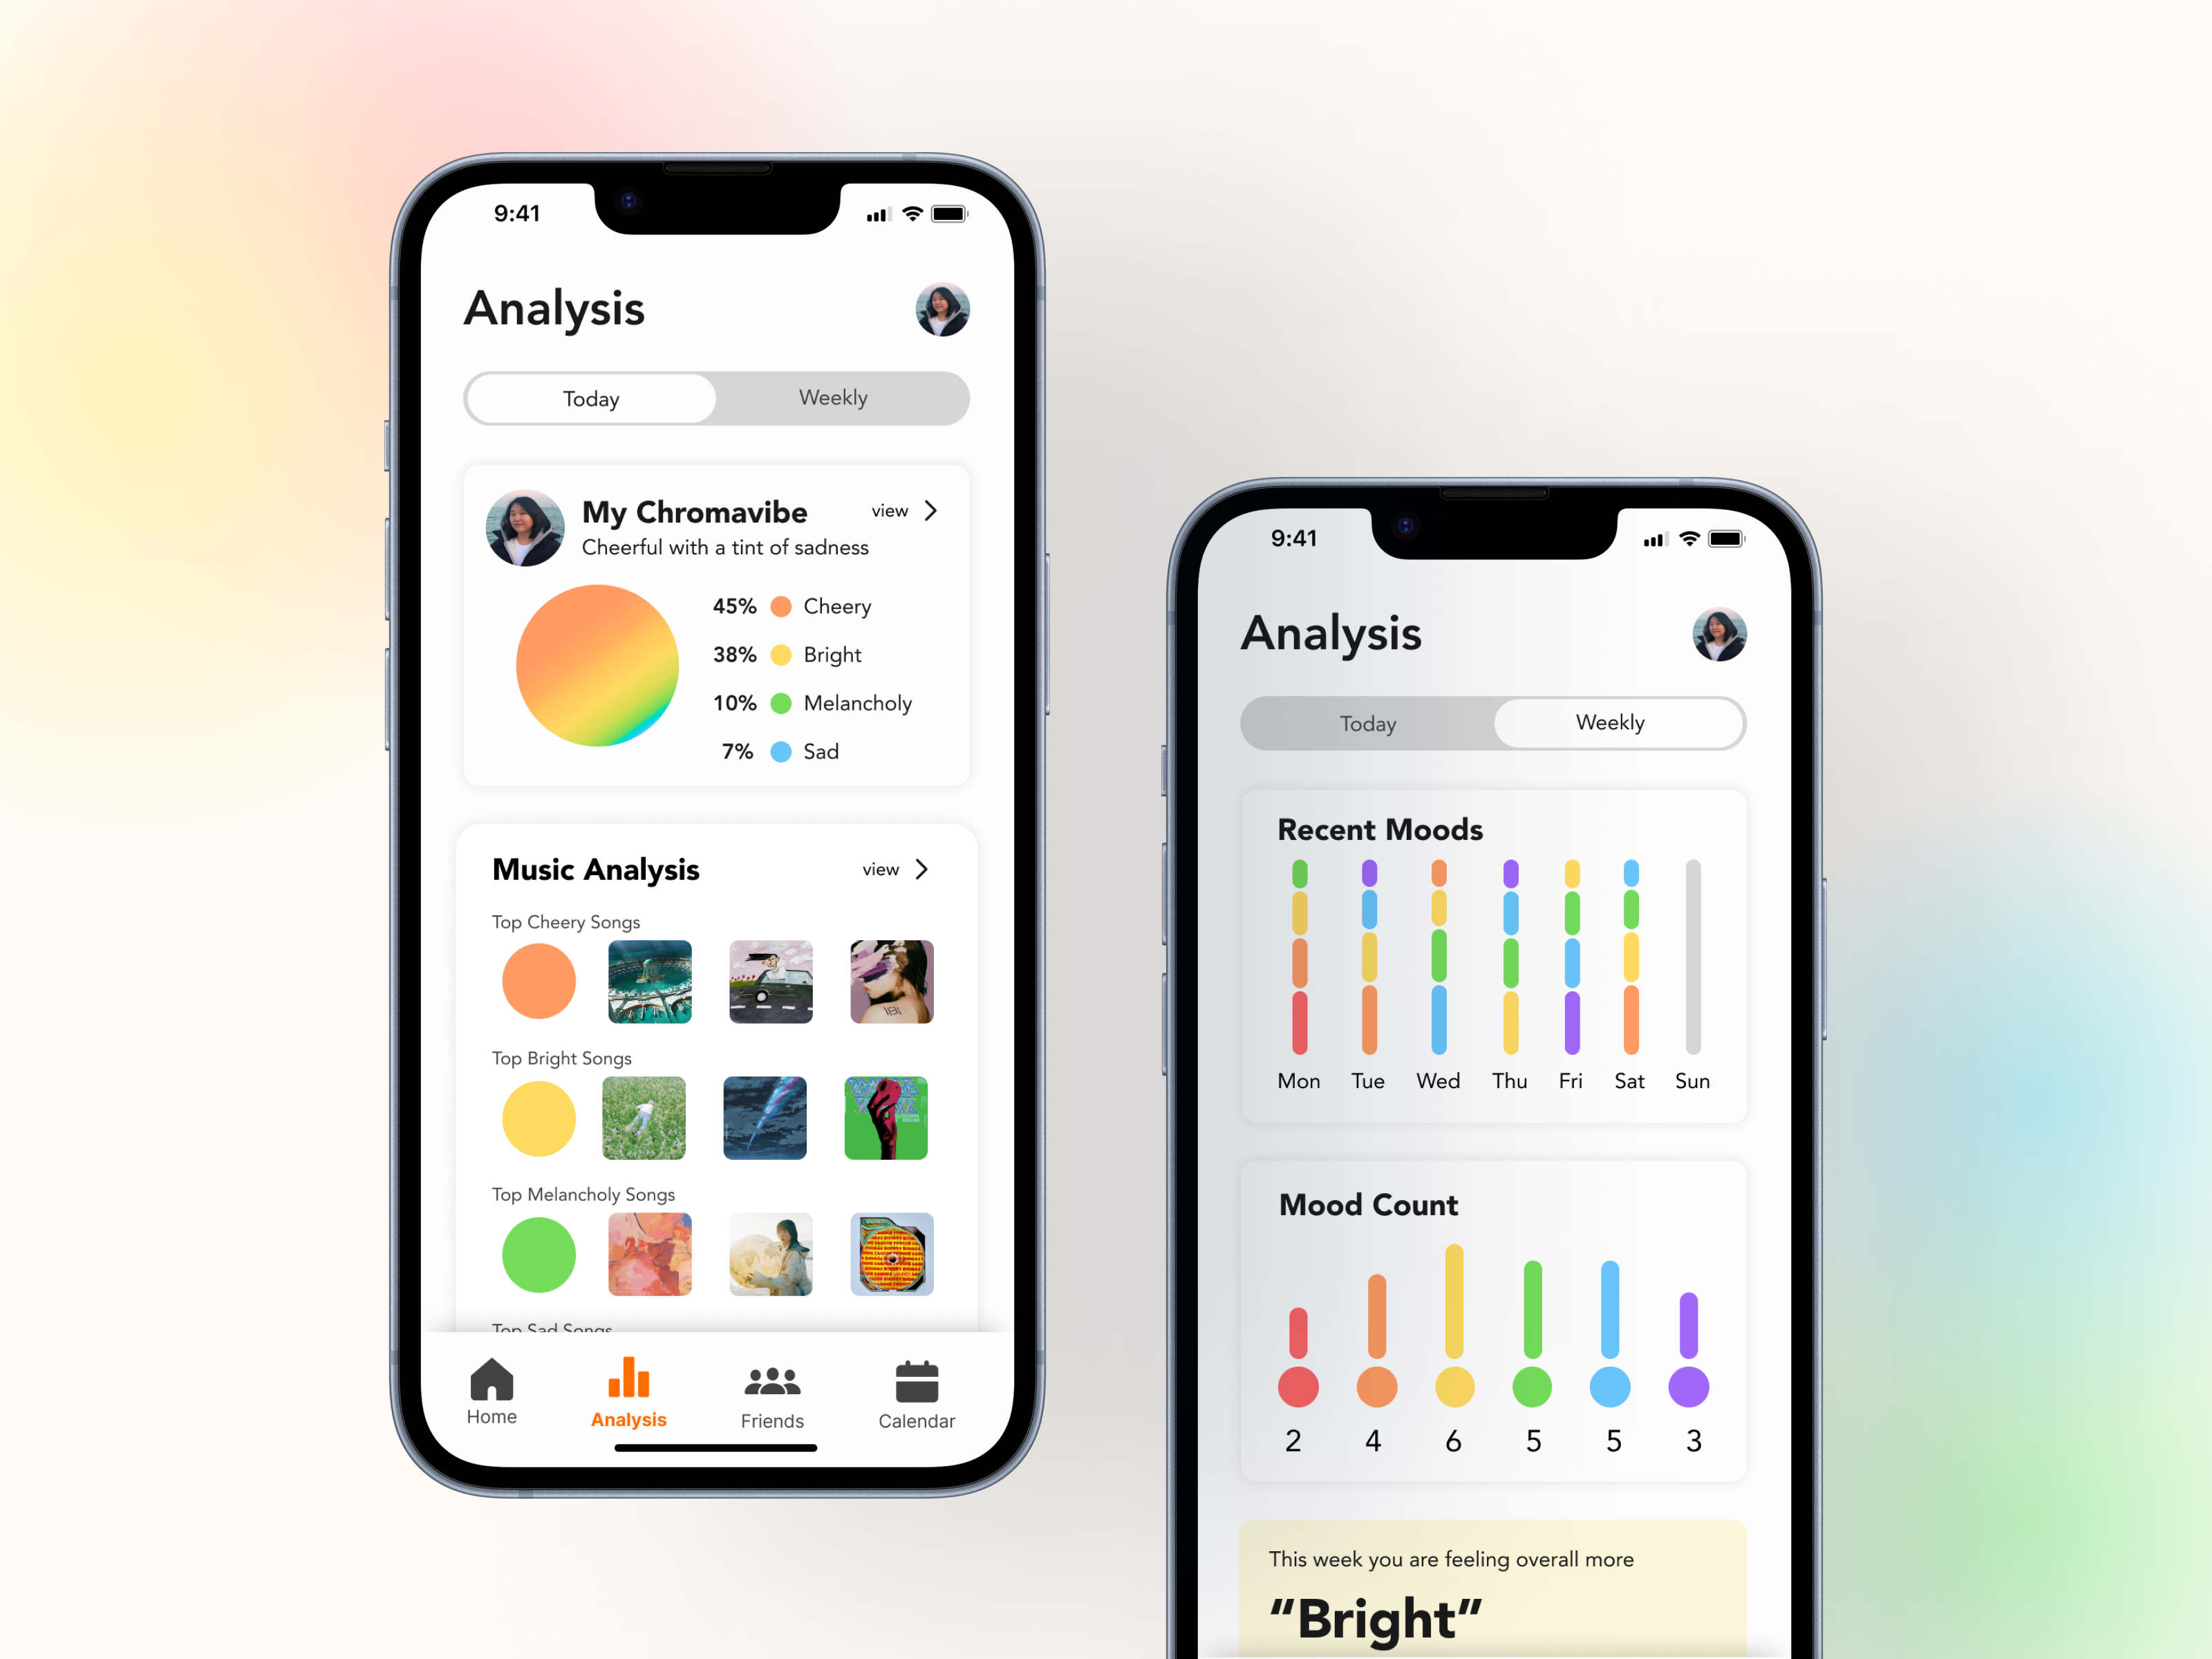 9:41
Analysis
Today Weekly
My Chromavibe view
Cheerful with a tint of sadness
45% Cheery
38% Bright
10% Melancholy
7% Sad
Music Analysis view
Top Cheery Songs
Top Bright Songs
Top Melancholy Songs
Top Sad Songs
Home Analysis Friends Calendar
9:41
Analysis
Today Weekly
Recent Moods
Mon Tue Wed Thu Fri Sat Sun
Mood Count
2 4 6 5 5 3
This week you are feeling overall more
“Bright”